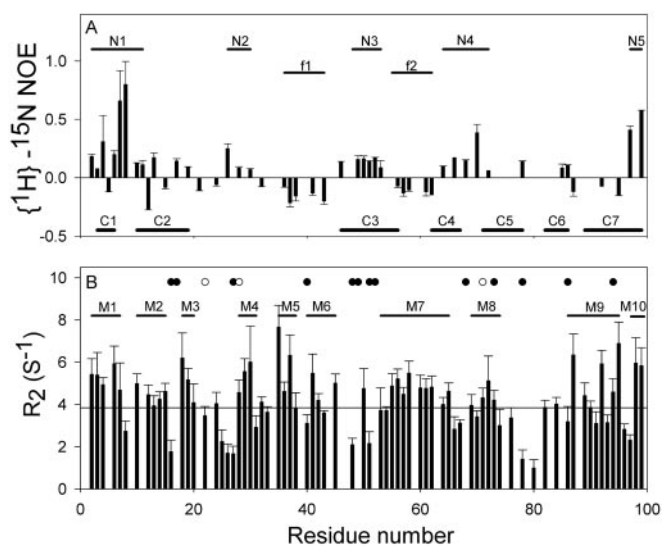 A
N1 N2 N3 N4 N5
f1 f2
1.0
0.5
0.0
-0.5
{¹H} - ¹⁵N NOE
C1 C2 C3 C4 C5 C6 C7
B
10
8
6
4
2
0
R₂ (S⁻¹)
M1 M2 M3 M4 M5 M6 M7 M8 M9 M10
0 20 40 60 80 100
Residue number